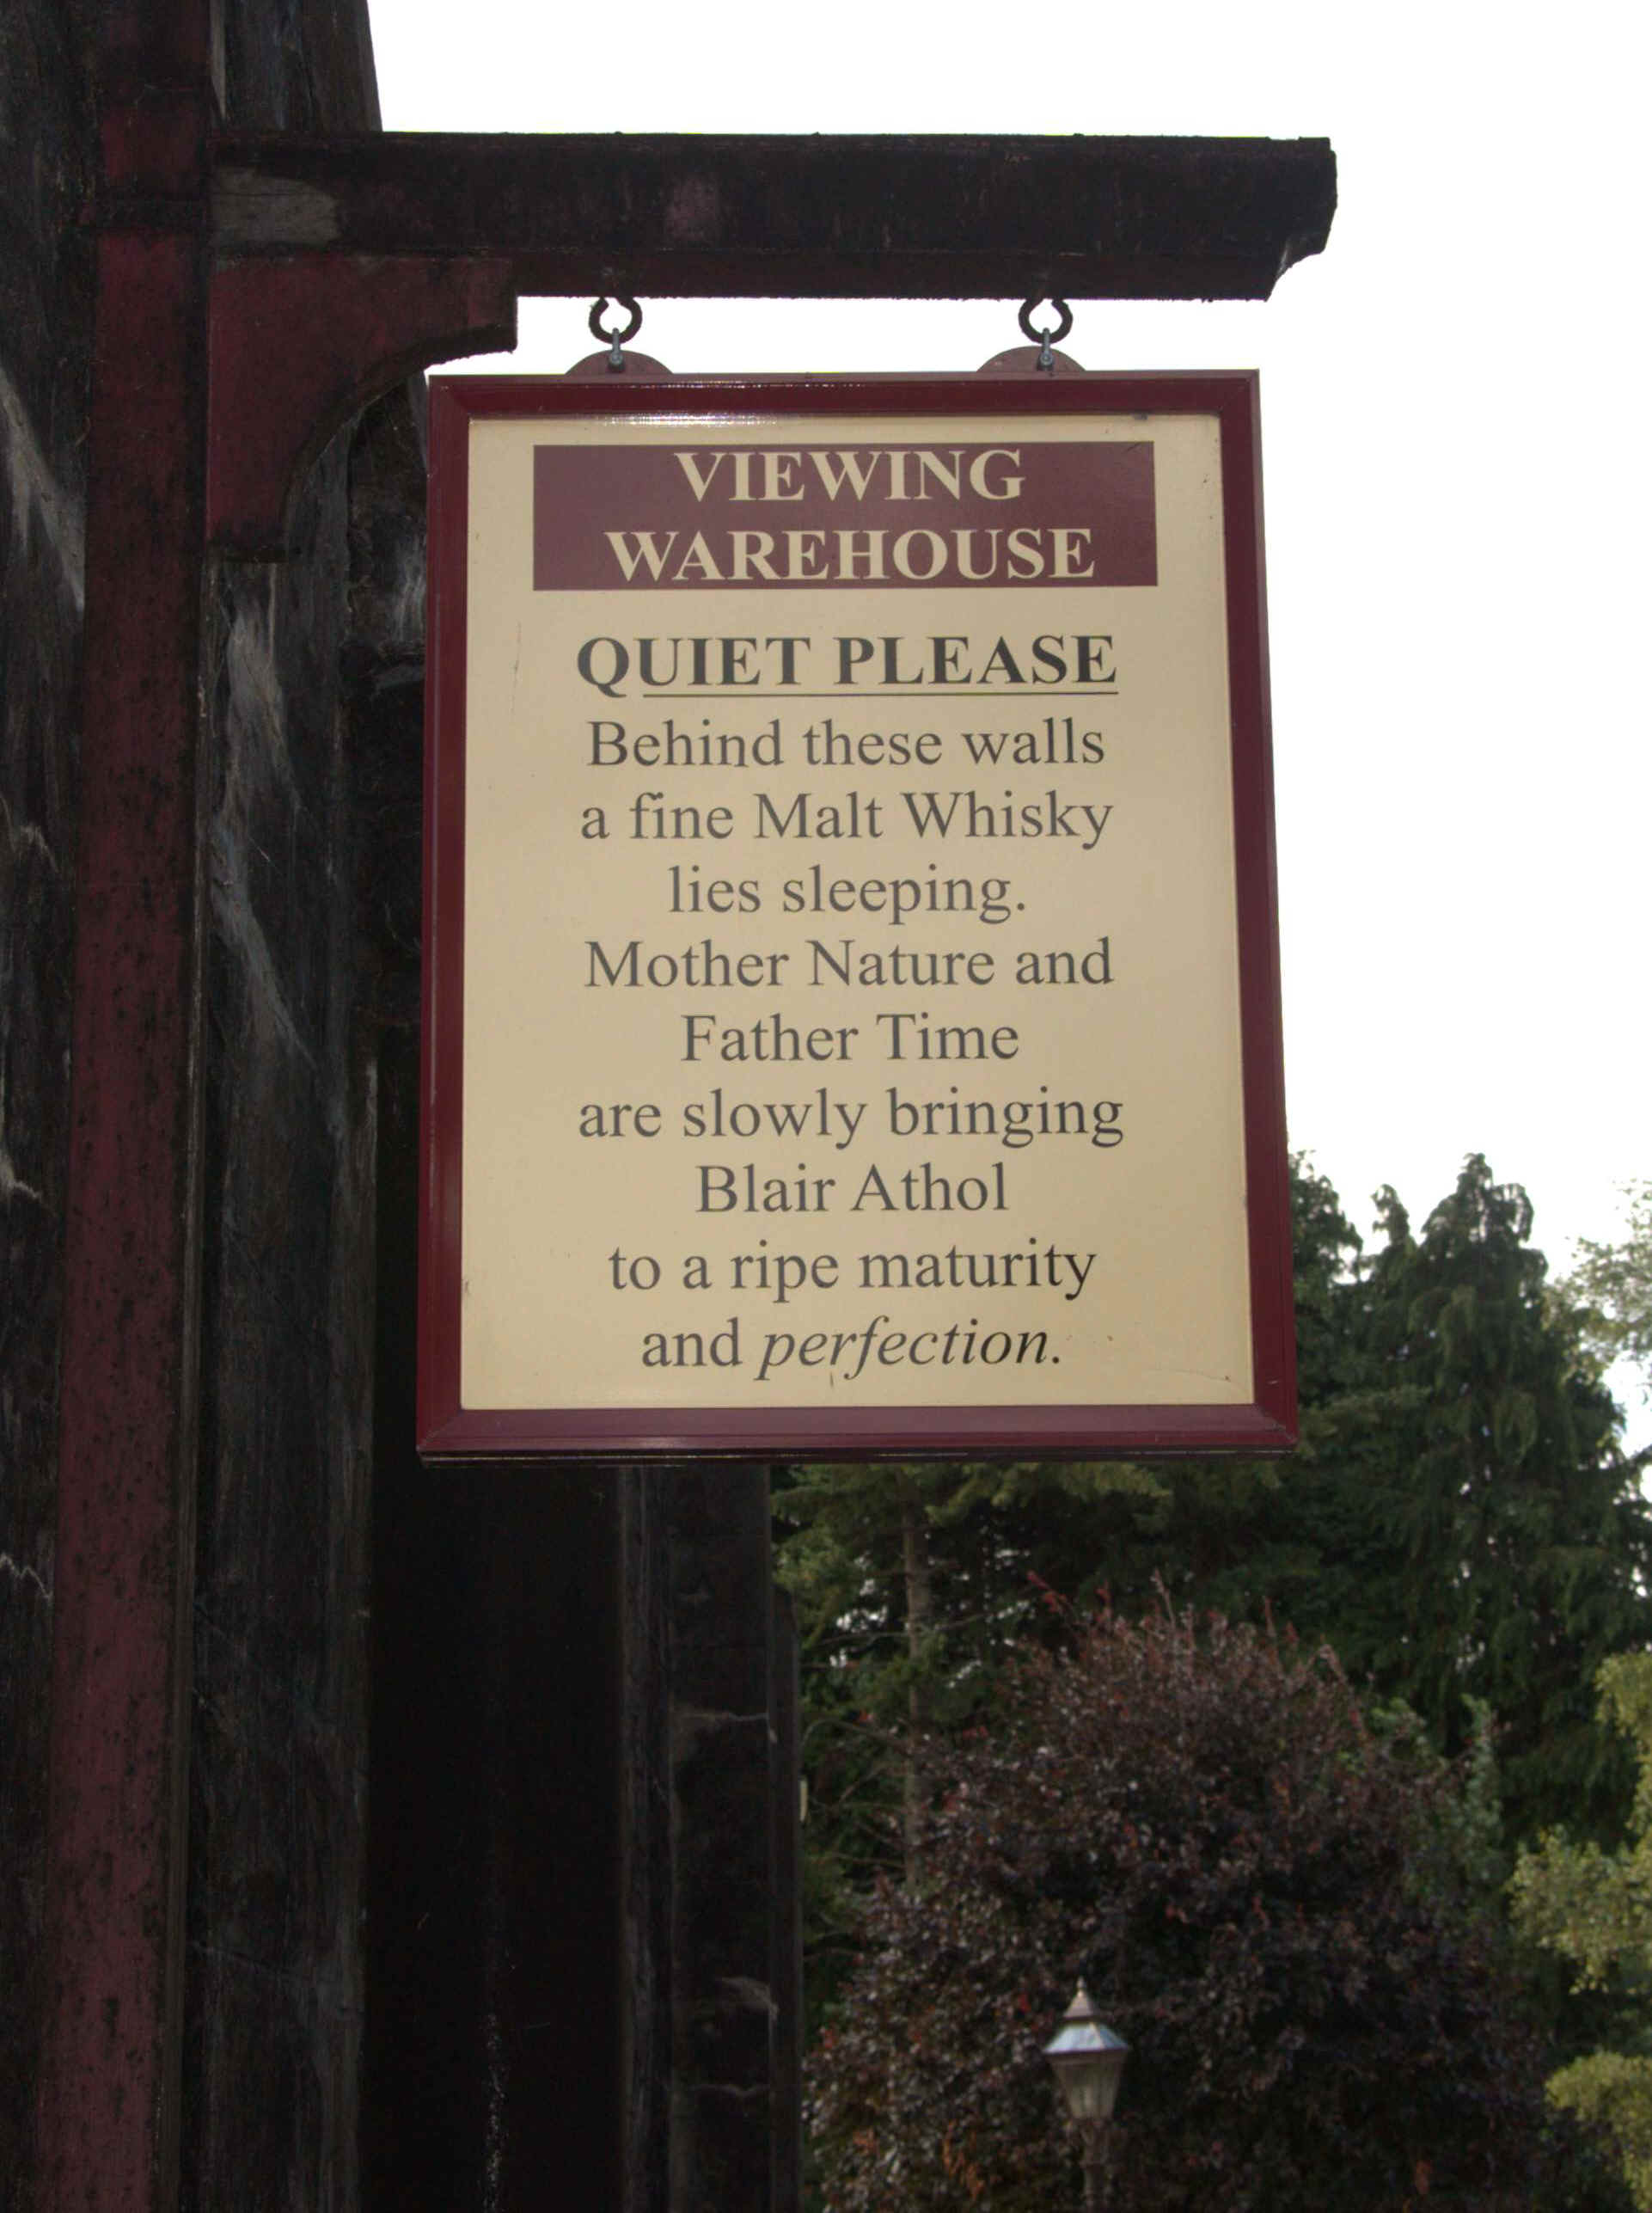 VIEWING
WAREHOUSE
QUIET PLEASE
Behind these walls
a fine Malt Whisky
lies sleeping.
Mother Nature and
Father Time
are slowly bringing
Blair Athol
to a ripe maturity
and perfection.